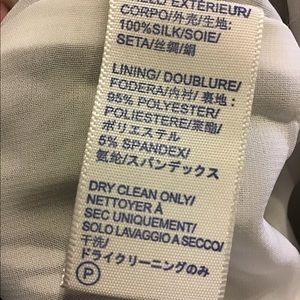 EXTÉRIEUR/
CORPO/外壳/生地:
100%SILK/SOIE/
SETA/丝绸/絹
LINING/DOUBLURE/
FODERA/内衬/裏地:
95% POLYESTER/
POLIESTERE/聚酯/
ポリエステル
5% SPANDEX/
氨纶/スパンデックス
DRY CLEAN ONLY/
NETTOYER À
SEC UNIQUEMENT/
SOLO LAVAGGIO A SECCO/
干洗/
ドライクリーニングのみ
P